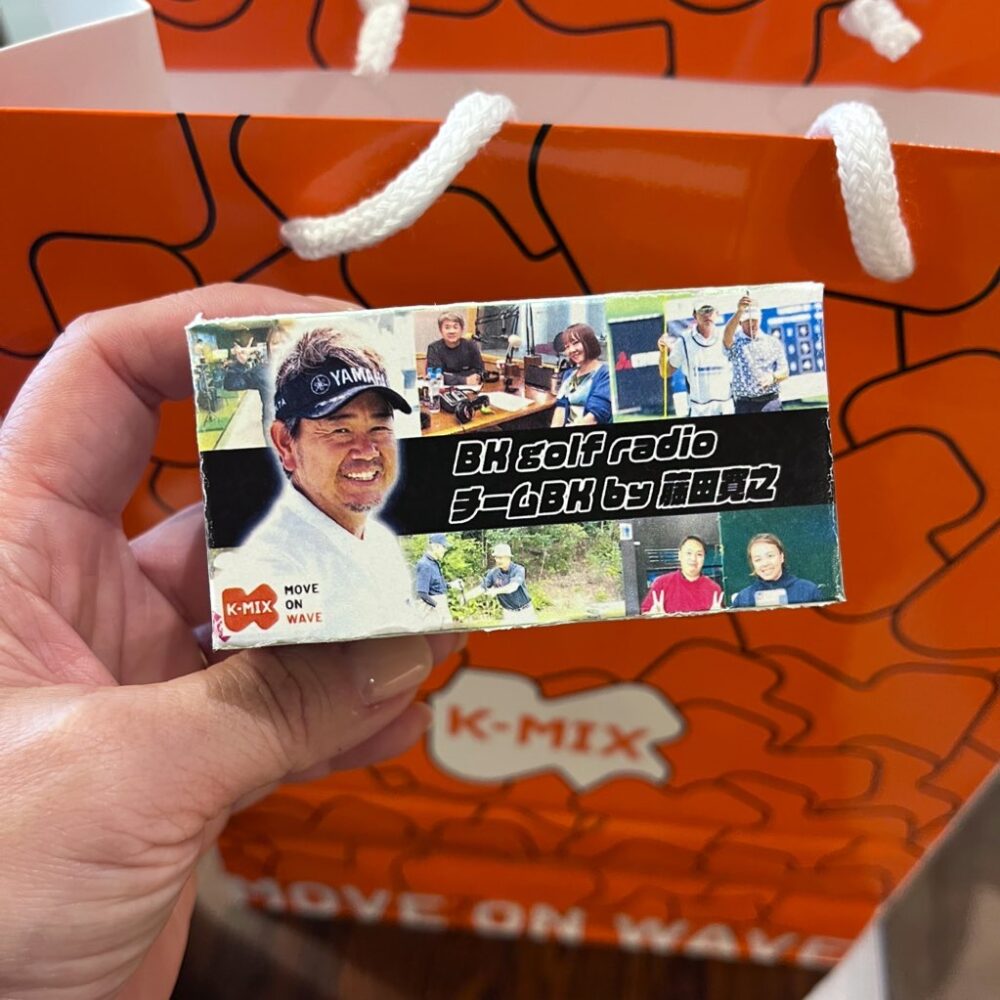 YAMAH
BK golf radio
チームBK by 藤田寛之
K-MIX
MOVE
ON
WAVE
K-MIX
MOVE ON WAVE